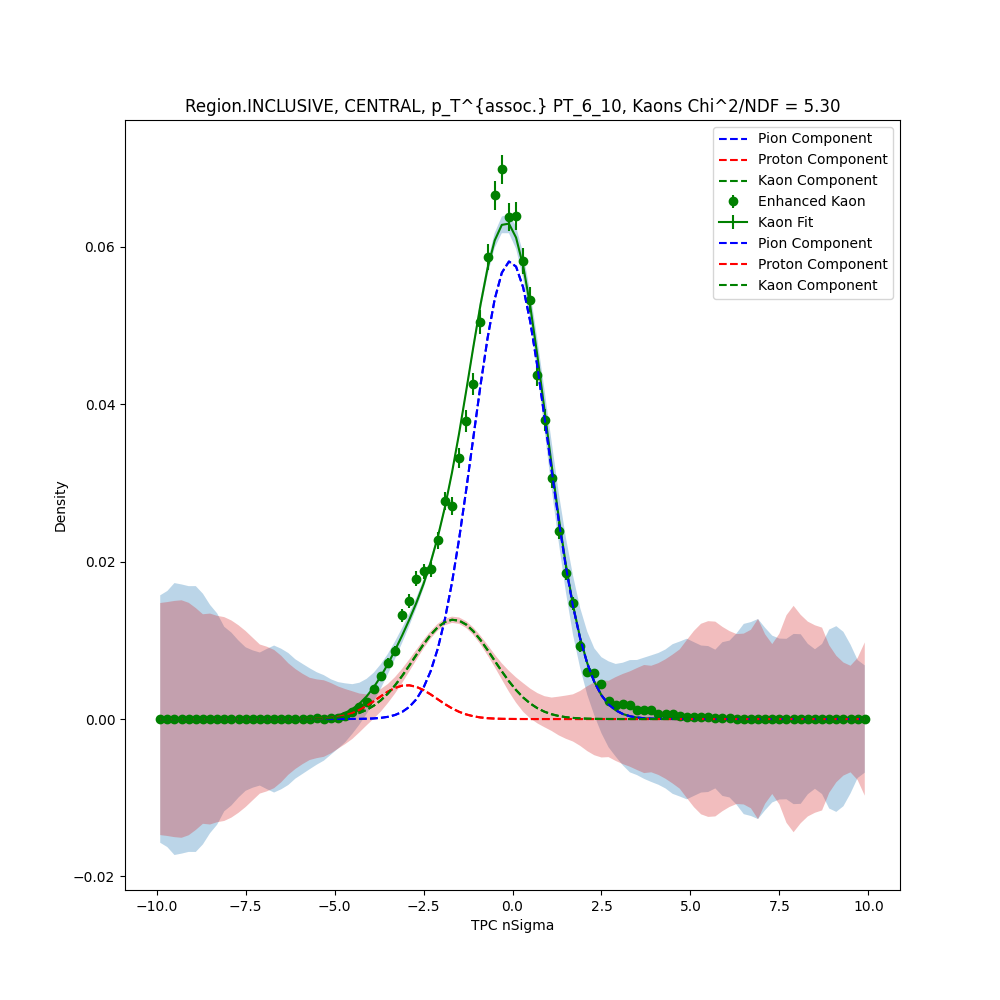 Region.INCLUSIVE, CENTRAL, p_T^{assoc.} PT_6_10, Kaons Chi^2/NDF = 5.30
Pion Component
Proton Component
Kaon Component
Enhanced Kaon
Kaon Fit
Pion Component
Proton Component
Kaon Component
0.06
0.04
0.02
0.00
−0.02
Density
−10.0 −7.5 −5.0 −2.5 0.0 2.5 5.0 7.5 10.0
TPC nSigma